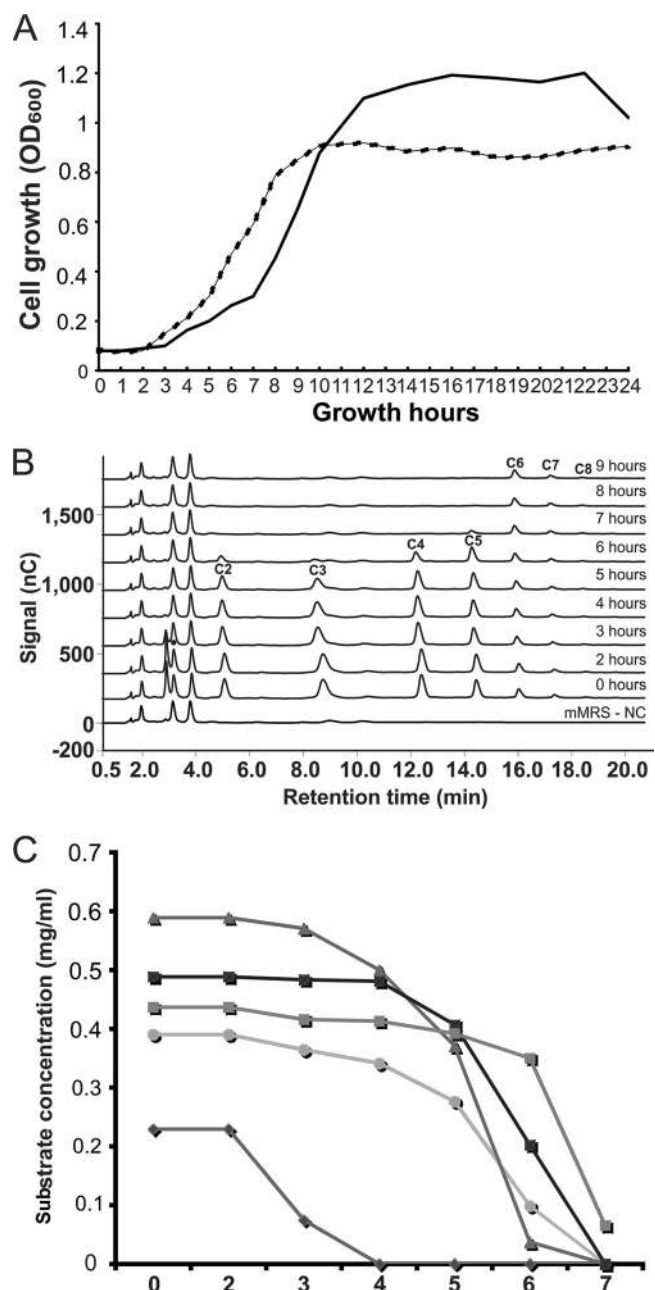 A
Cell growth (OD600)
1.4
1.2
1
0.8
0.6
0.4
0.2
0
0 1 2 3 4 5 6 7 8 9 10 11 12 13 14 15 16 17 18 19 20 21 22 23 24
Growth hours
B
Signal (nC)
1,500
1,000
500
0
-200
C6 C7 C8 9 hours
8 hours
7 hours
C4 C5 6 hours
C2 C3 5 hours
4 hours
3 hours
2 hours
0 hours
mMRS - NC
0.5 2.0 4.0 6.0 8.0 10.0 12.0 14.0 16.0 18.0 20.0
Retention time (min)
C
Substrate concentration (mg/ml)
0.7
0.6
0.5
0.4
0.3
0.2
0.1
0
0 2 3 4 5 6 7